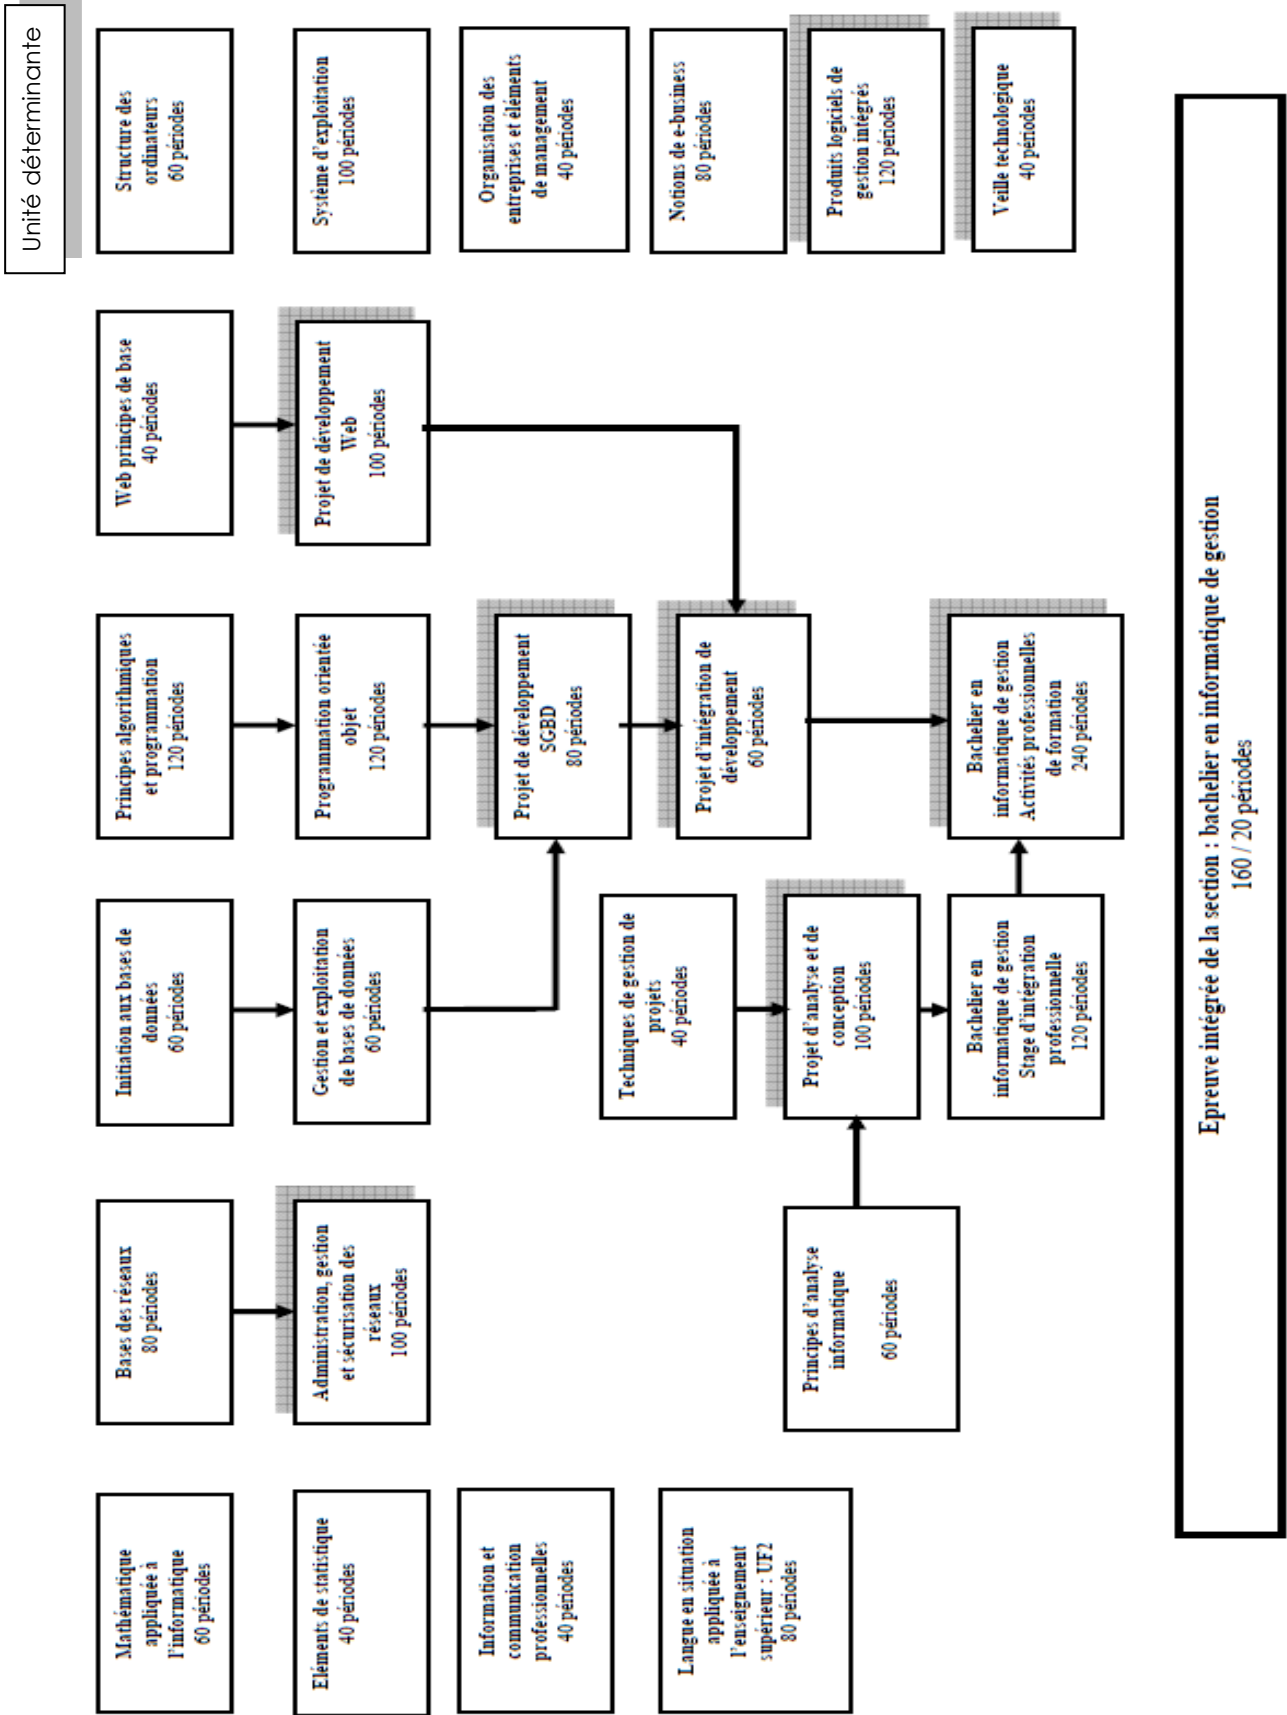 Unité déterminante
Mathématique
appliquée à
l'informatique
60 périodes
Bases des réseaux
80 périodes
Initiation aux bases de
données
60 périodes
Principes algorithmiques
et programmation
120 périodes
Web principes de base
40 périodes
Structure des
ordinateurs
60 périodes
Eléments de statistique
40 périodes
Administration, gestion
et sécurisation des
réseaux
100 périodes
Gestion et exploitation
de bases de données
60 périodes
Programmation orientée
objet
120 périodes
Projet de développement
Web
100 périodes
Système d'exploitation
100 périodes
Information et
communication
professionnelles
40 périodes
Projet de développement
SGBD
80 périodes
Organisation des
entreprises et éléments
de management
40 périodes
Langue en situation
appliquée à
l'enseignement
supérieur : UF2
80 périodes
Techniques de gestion de
projets
40 périodes
Projet d'intégration de
développement
60 périodes
Notions de e-business
80 périodes
Principes d'analyse
informatique
60 périodes
Projet d'analyse et de
conception
100 périodes
Produits logiciels de
gestion intégrés
120 périodes
Bachelier en
informatique de gestion
Stage d'intégration
professionnelle
120 périodes
Bachelier en
informatique de gestion
Activités professionnelles
de formation
240 périodes
Veille technologique
40 périodes
Epreuve intégrée de la section : bachelier en informatique de gestion
160 / 20 périodes